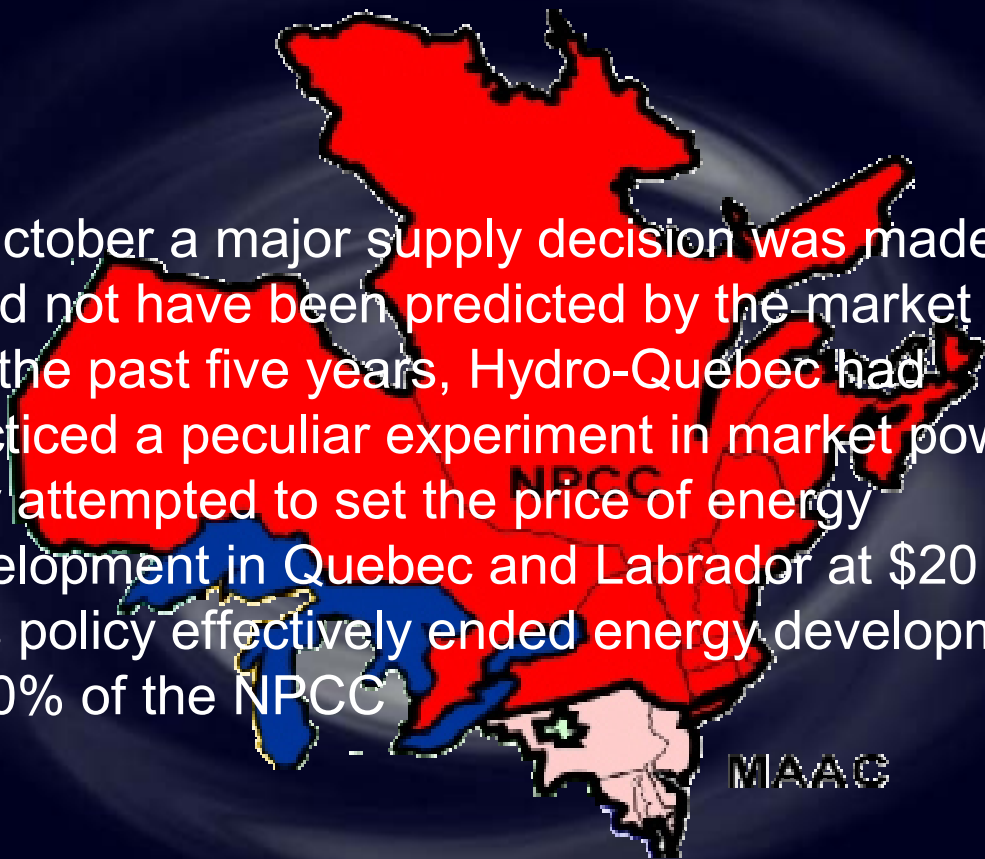 ctober a major supply decision was made
d not have been predicted by the market
the past five years, Hydro-Quebec had
ticed a peculiar experiment in market pow
attempted to set the price of energy
elopment in Quebec and Labrador at $20
policy effectively ended energy developm
0% of the NPCC
NPCC
MAAC